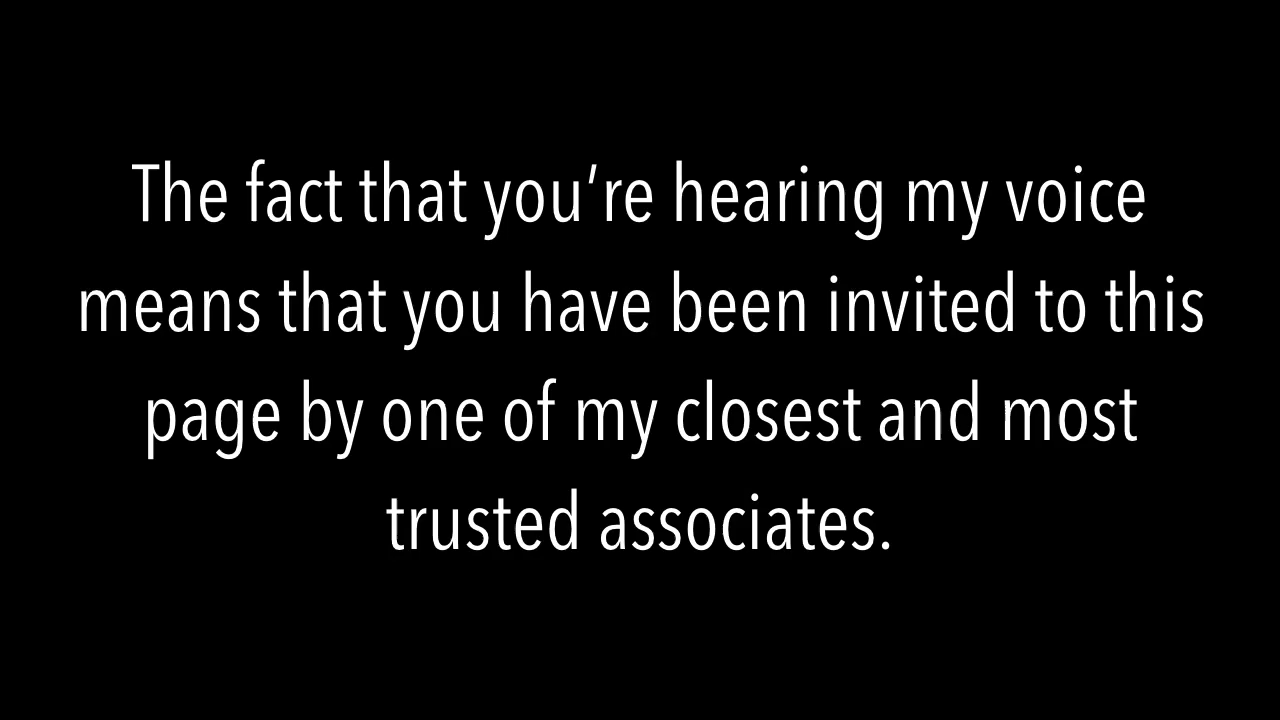 The fact that you’re hearing my voice
means that you have been invited to this
page by one of my closest and most
trusted associates.